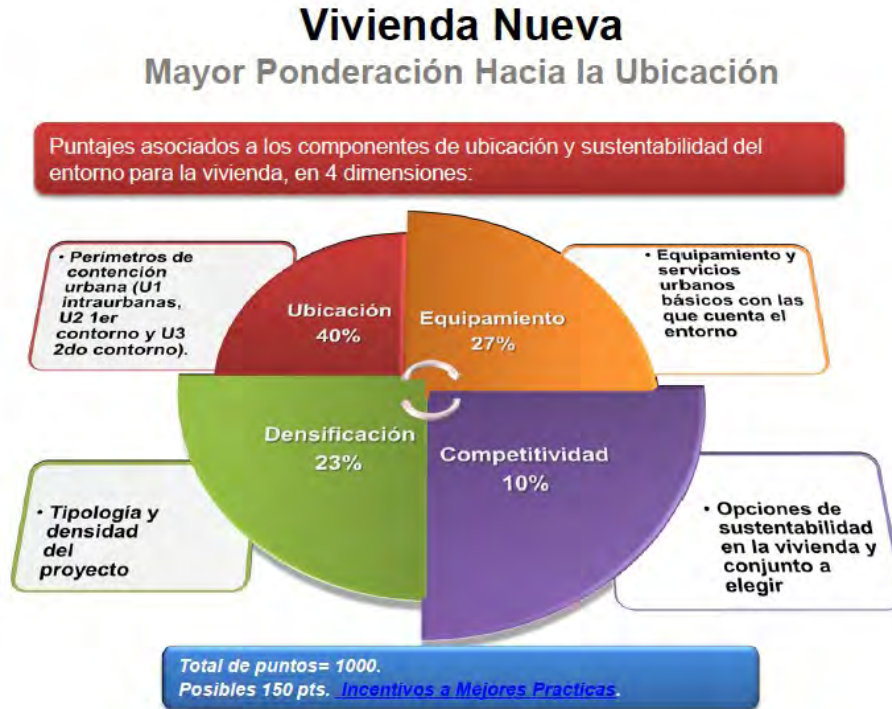 Vivienda Nueva
Mayor Ponderación Hacia la Ubicación
Puntajes asociados a los componentes de ubicación y sustentabilidad del
entorno para la vivienda, en 4 dimensiones:
• Perímetros de
contención
urbana (U1
intraurbanas,
U2 1er
contorno y U3
2do contorno).
Ubicación
40%
Equipamiento
27%
• Equipamiento y
servicios
urbanos
básicos con las
que cuenta el
entorno
Densificación
23%
Competitividad
10%
• Tipología y
densidad
del
proyecto
• Opciones de
sustentabilidad
en la vivienda y
conjunto a
elegir
Total de puntos= 1000.
Posibles 150 pts. Incentivos a Mejores Practicas.